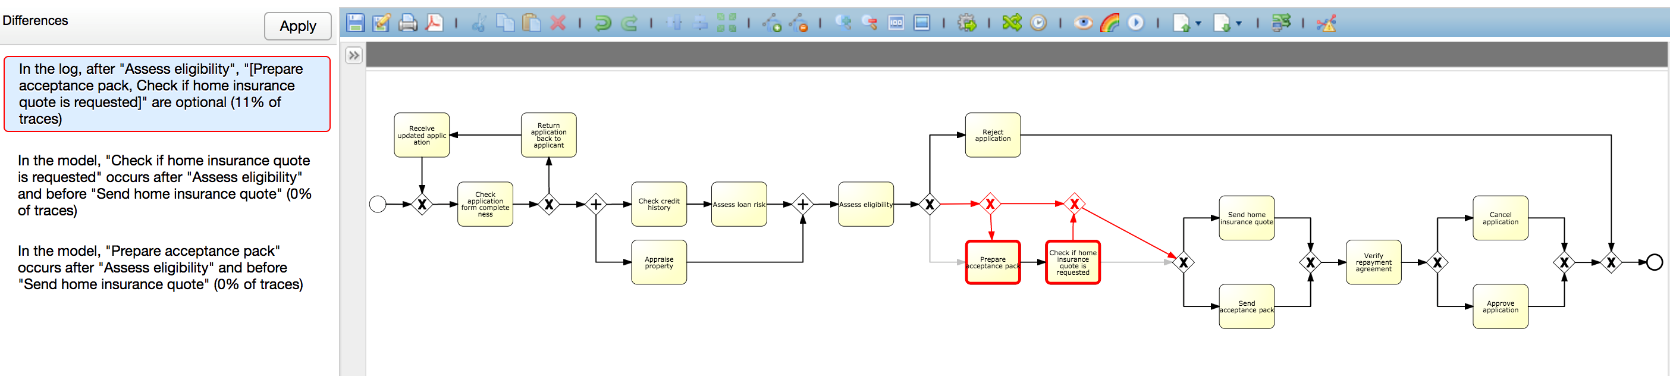 Differences
Apply
In the log, after "Assess eligibility", "[Prepare
acceptance pack, Check if home insurance
quote is requested]" are optional (11% of
traces)
In the model, "Check if home insurance quote
is requested" occurs after "Assess eligibility"
and before "Send home insurance quote" (0%
of traces)
In the model, "Prepare acceptance pack"
occurs after "Assess eligibility" and before
"Send home insurance quote" (0% of traces)
Receive
updated applic
ation
Return
application
back to
applicant
Check
application
form complete
ness
Check credit
history
Assess loan risk
Appraise
property
Assess eligibility
Reject
application
Prepare
acceptance pack
Check if home
insurance
quote is
requested
Send home
insurance quote
Send
acceptance pack
Verify
repayment
agreement
Cancel
application
Approve
application